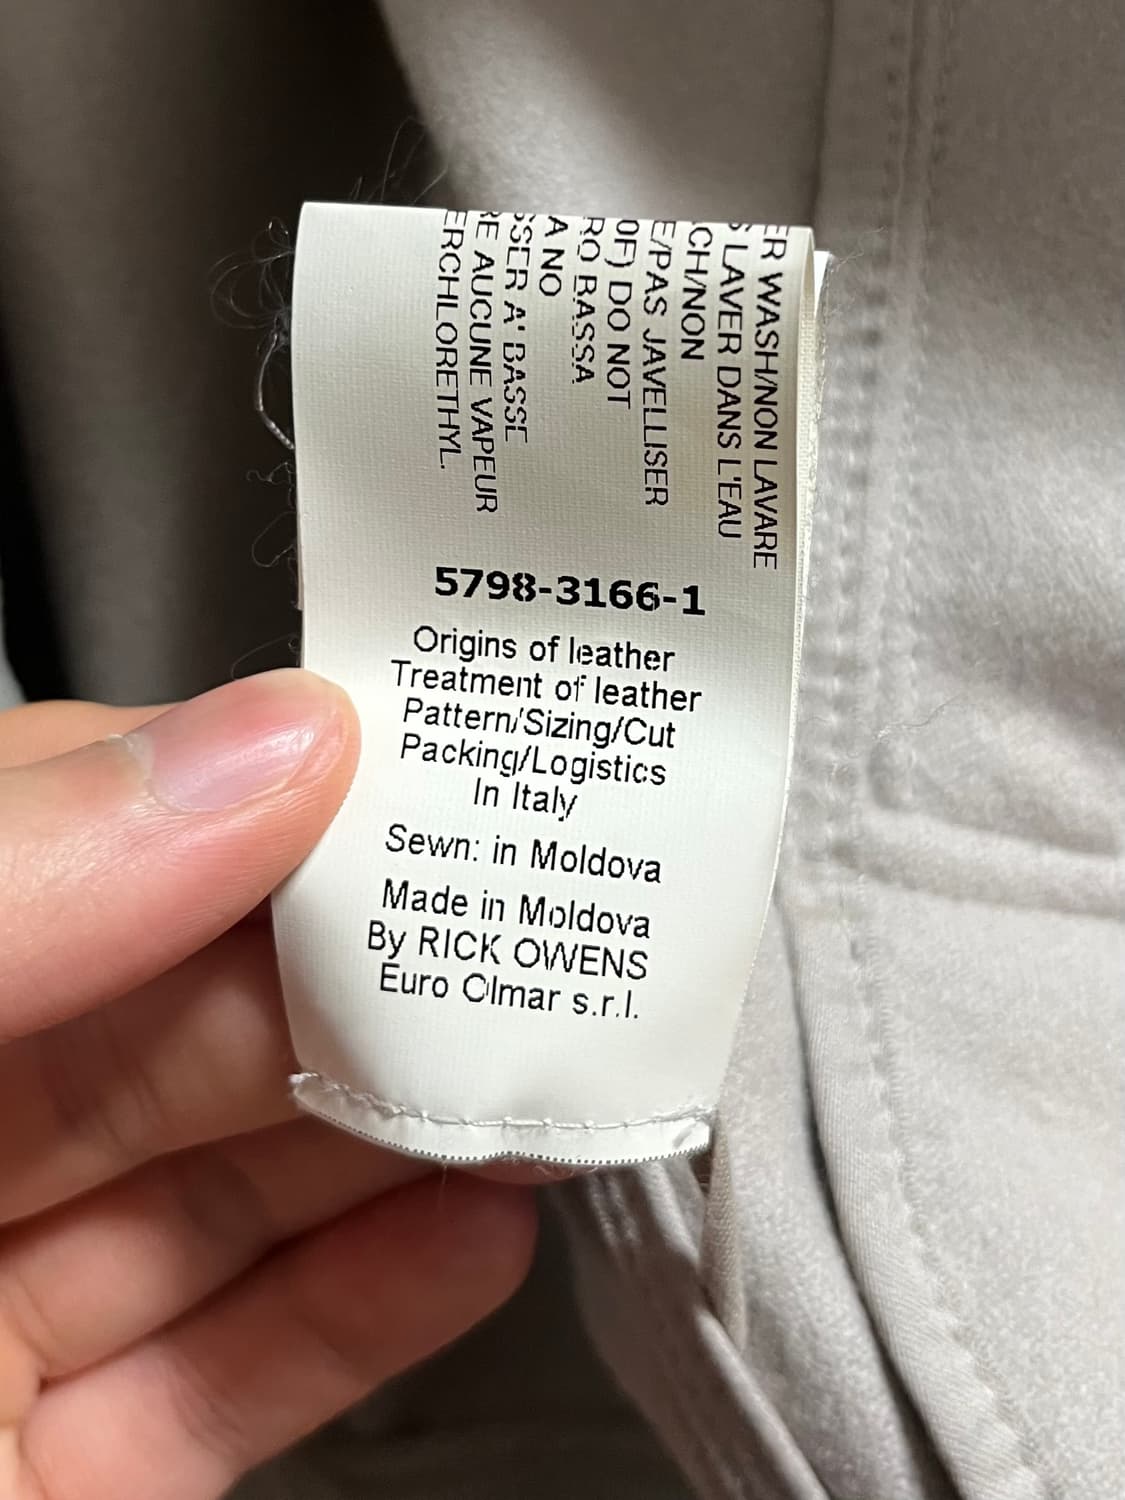 ER WASH/NON LAVARE
S LAVER DANS L'EAU
CH/NON
E/PAS JAVELLISER
0F) DO NOT
RO BASSA
A NO
SSER A' BASSE
RE AUCUNE VAPEUR
ERCHLORETHYL.
5798-3166-1
Origins of leather
Treatment of leather
Pattern/Sizing/Cut
Packing/Logistics
In Italy
Sewn: in Moldova
Made in Moldova
By RICK OWENS
Euro Olmar s.r.l.